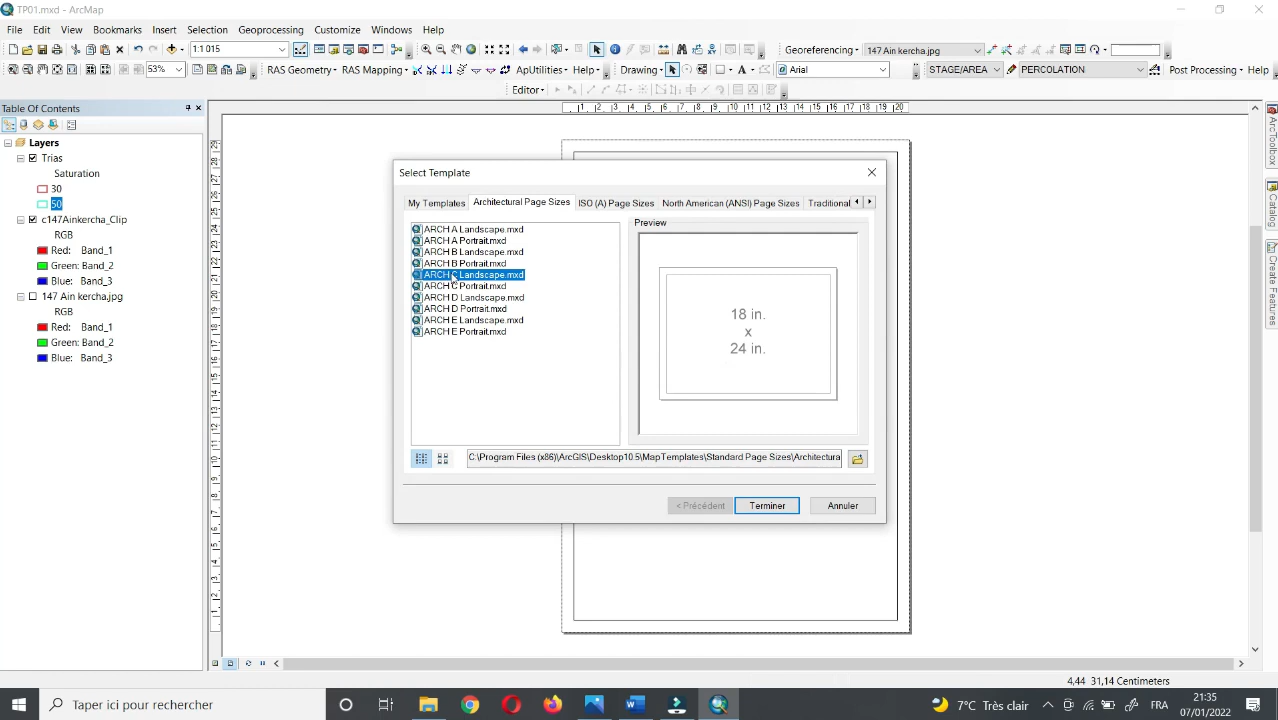 TP01.mxd - ArcMap
File Edit View Bookmarks Insert Selection Geoprocessing Customize Windows Help
1:1 015
Georeferencing
147 Ain kercha.jpg
53%
RAS Geometry
RAS Mapping
ApUtilities
Help
Drawing
Arial
STAGE/AREA
PERCOLATION
Post Processing
Help
Editor
Table Of Contents
Layers
Trias
Saturation
30
50
c147Ainkercha_Clip
RGB
Red: Band_1
Green: Band_2
Blue: Band_3
147 Ain kercha.jpg
RGB
Red: Band_1
Green: Band_2
Blue: Band_3
Select Template
My Templates Architectural Page Sizes ISO (A) Page Sizes North American (ANSI) Page Sizes Traditional
ARCH A Landscape.mxd
ARCH A Portrait.mxd
ARCH B Landscape.mxd
ARCH B Portrait.mxd
ARCH C Landscape.mxd
ARCH C Portrait.mxd
ARCH D Landscape.mxd
ARCH D Portrait.mxd
ARCH E Landscape.mxd
ARCH E Portrait.mxd
Preview
18 in.
x
24 in.
C:\Program Files (x86)\ArcGIS\Desktop10.5\MapTemplates\Standard Page Sizes\Architectura
< Précédent Terminer Annuler
ArcToolbox
Catalog
Create Features
4,44 31,14 Centimeters
Taper ici pour rechercher
7°C Très clair
FRA
21:35
07/01/2022